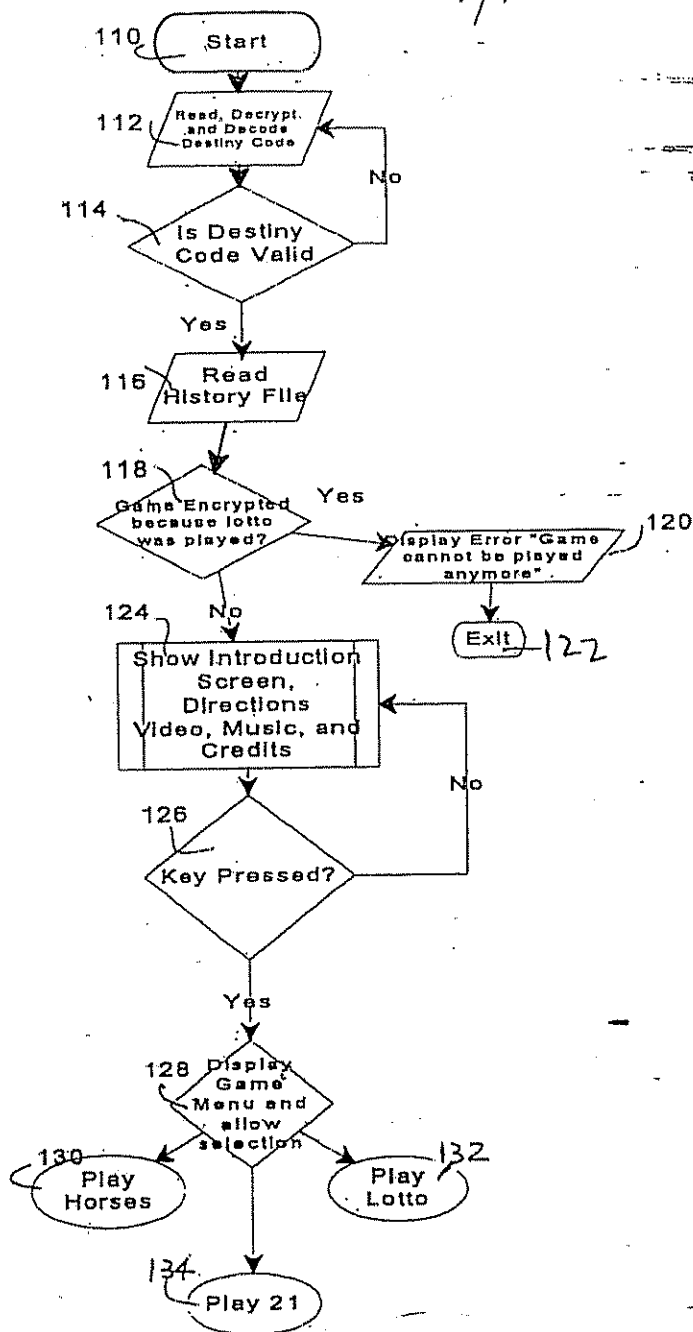 110
Start
112
Read, Decrypt.
and Decode
Destiny Code
No
114
Is Destiny
Code Valid
Yes
116
Read
History File
118
Game Encrypted
because lotto
was played?
Yes
Display Error "Game
cannot be played
anymore"
120
No
Exit
122
124
Show Introduction
Screen,
Directions
Video, Music, and
Credits
No
126
Key Pressed?
Yes
128
Display
Game
Menu and
allow
selection
130
Play
Horses
132
Play
Lotto
134
Play 21